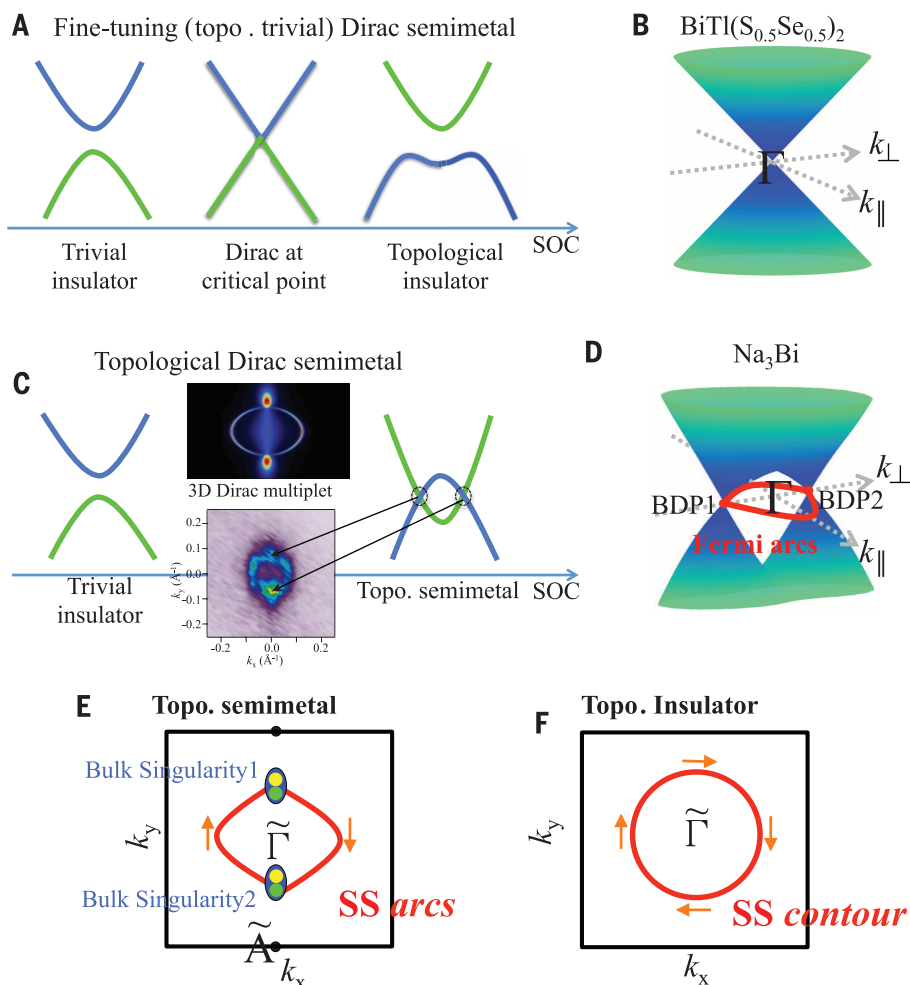 A Fine-tuning (topo . trivial) Dirac semimetal
Trivial
insulator
Dirac at
critical point
Topological
insulator
SOC
B BiTl(S0.5Se0.5)2
Γ
k⊥
k∥
C Topological Dirac semimetal
3D Dirac multiplet
0.2
0.1
0.0
-0.1
-0.2
ky (Å-1)
-0.2 0.0 0.2
kx (Å-1)
Trivial
insulator
Topo. semimetal
SOC
D Na3Bi
BDP1
Γ
BDP2
k⊥
Fermi arcs
k∥
E Topo. semimetal
Bulk Singularity1
ky
Γ̃
Bulk Singularity2
SS arcs
Ã
kx
F Topo. Insulator
ky
Γ̃
SS contour
kx